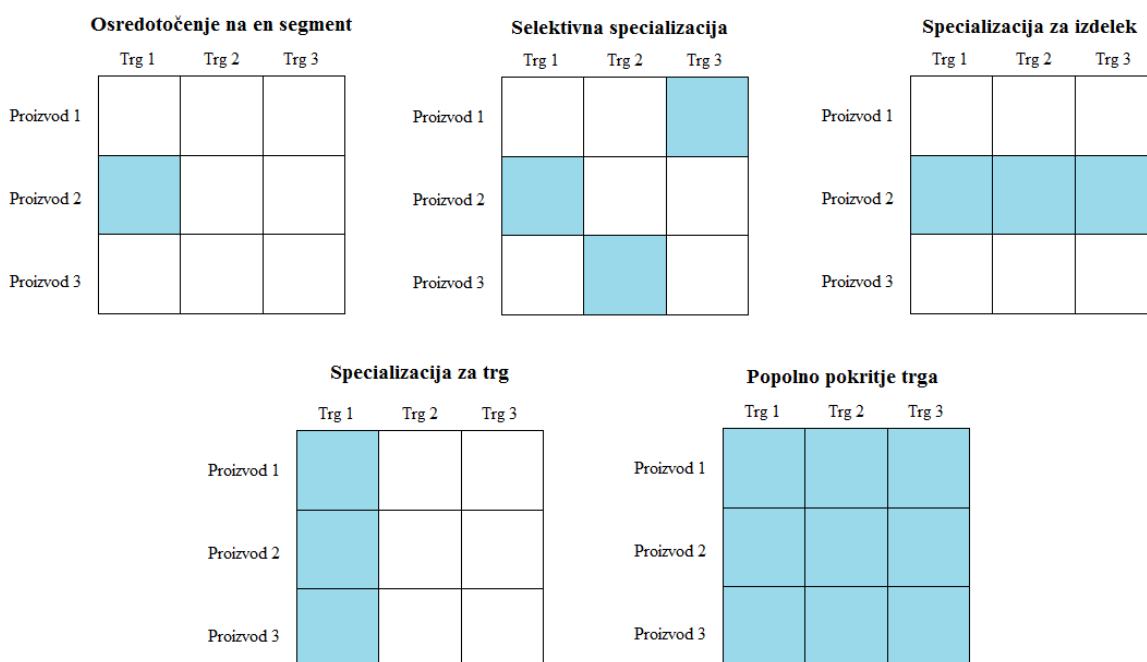 Osredotočenje na en segment
Trg 1 Trg 2 Trg 3
Proizvod 1
Proizvod 2
Proizvod 3
Selektivna specializacija
Trg 1 Trg 2 Trg 3
Proizvod 1
Proizvod 2
Proizvod 3
Specializacija za izdelek
Trg 1 Trg 2 Trg 3
Proizvod 1
Proizvod 2
Proizvod 3
Specializacija za trg
Trg 1 Trg 2 Trg 3
Proizvod 1
Proizvod 2
Proizvod 3
Popolno pokritje trga
Trg 1 Trg 2 Trg 3
Proizvod 1
Proizvod 2
Proizvod 3